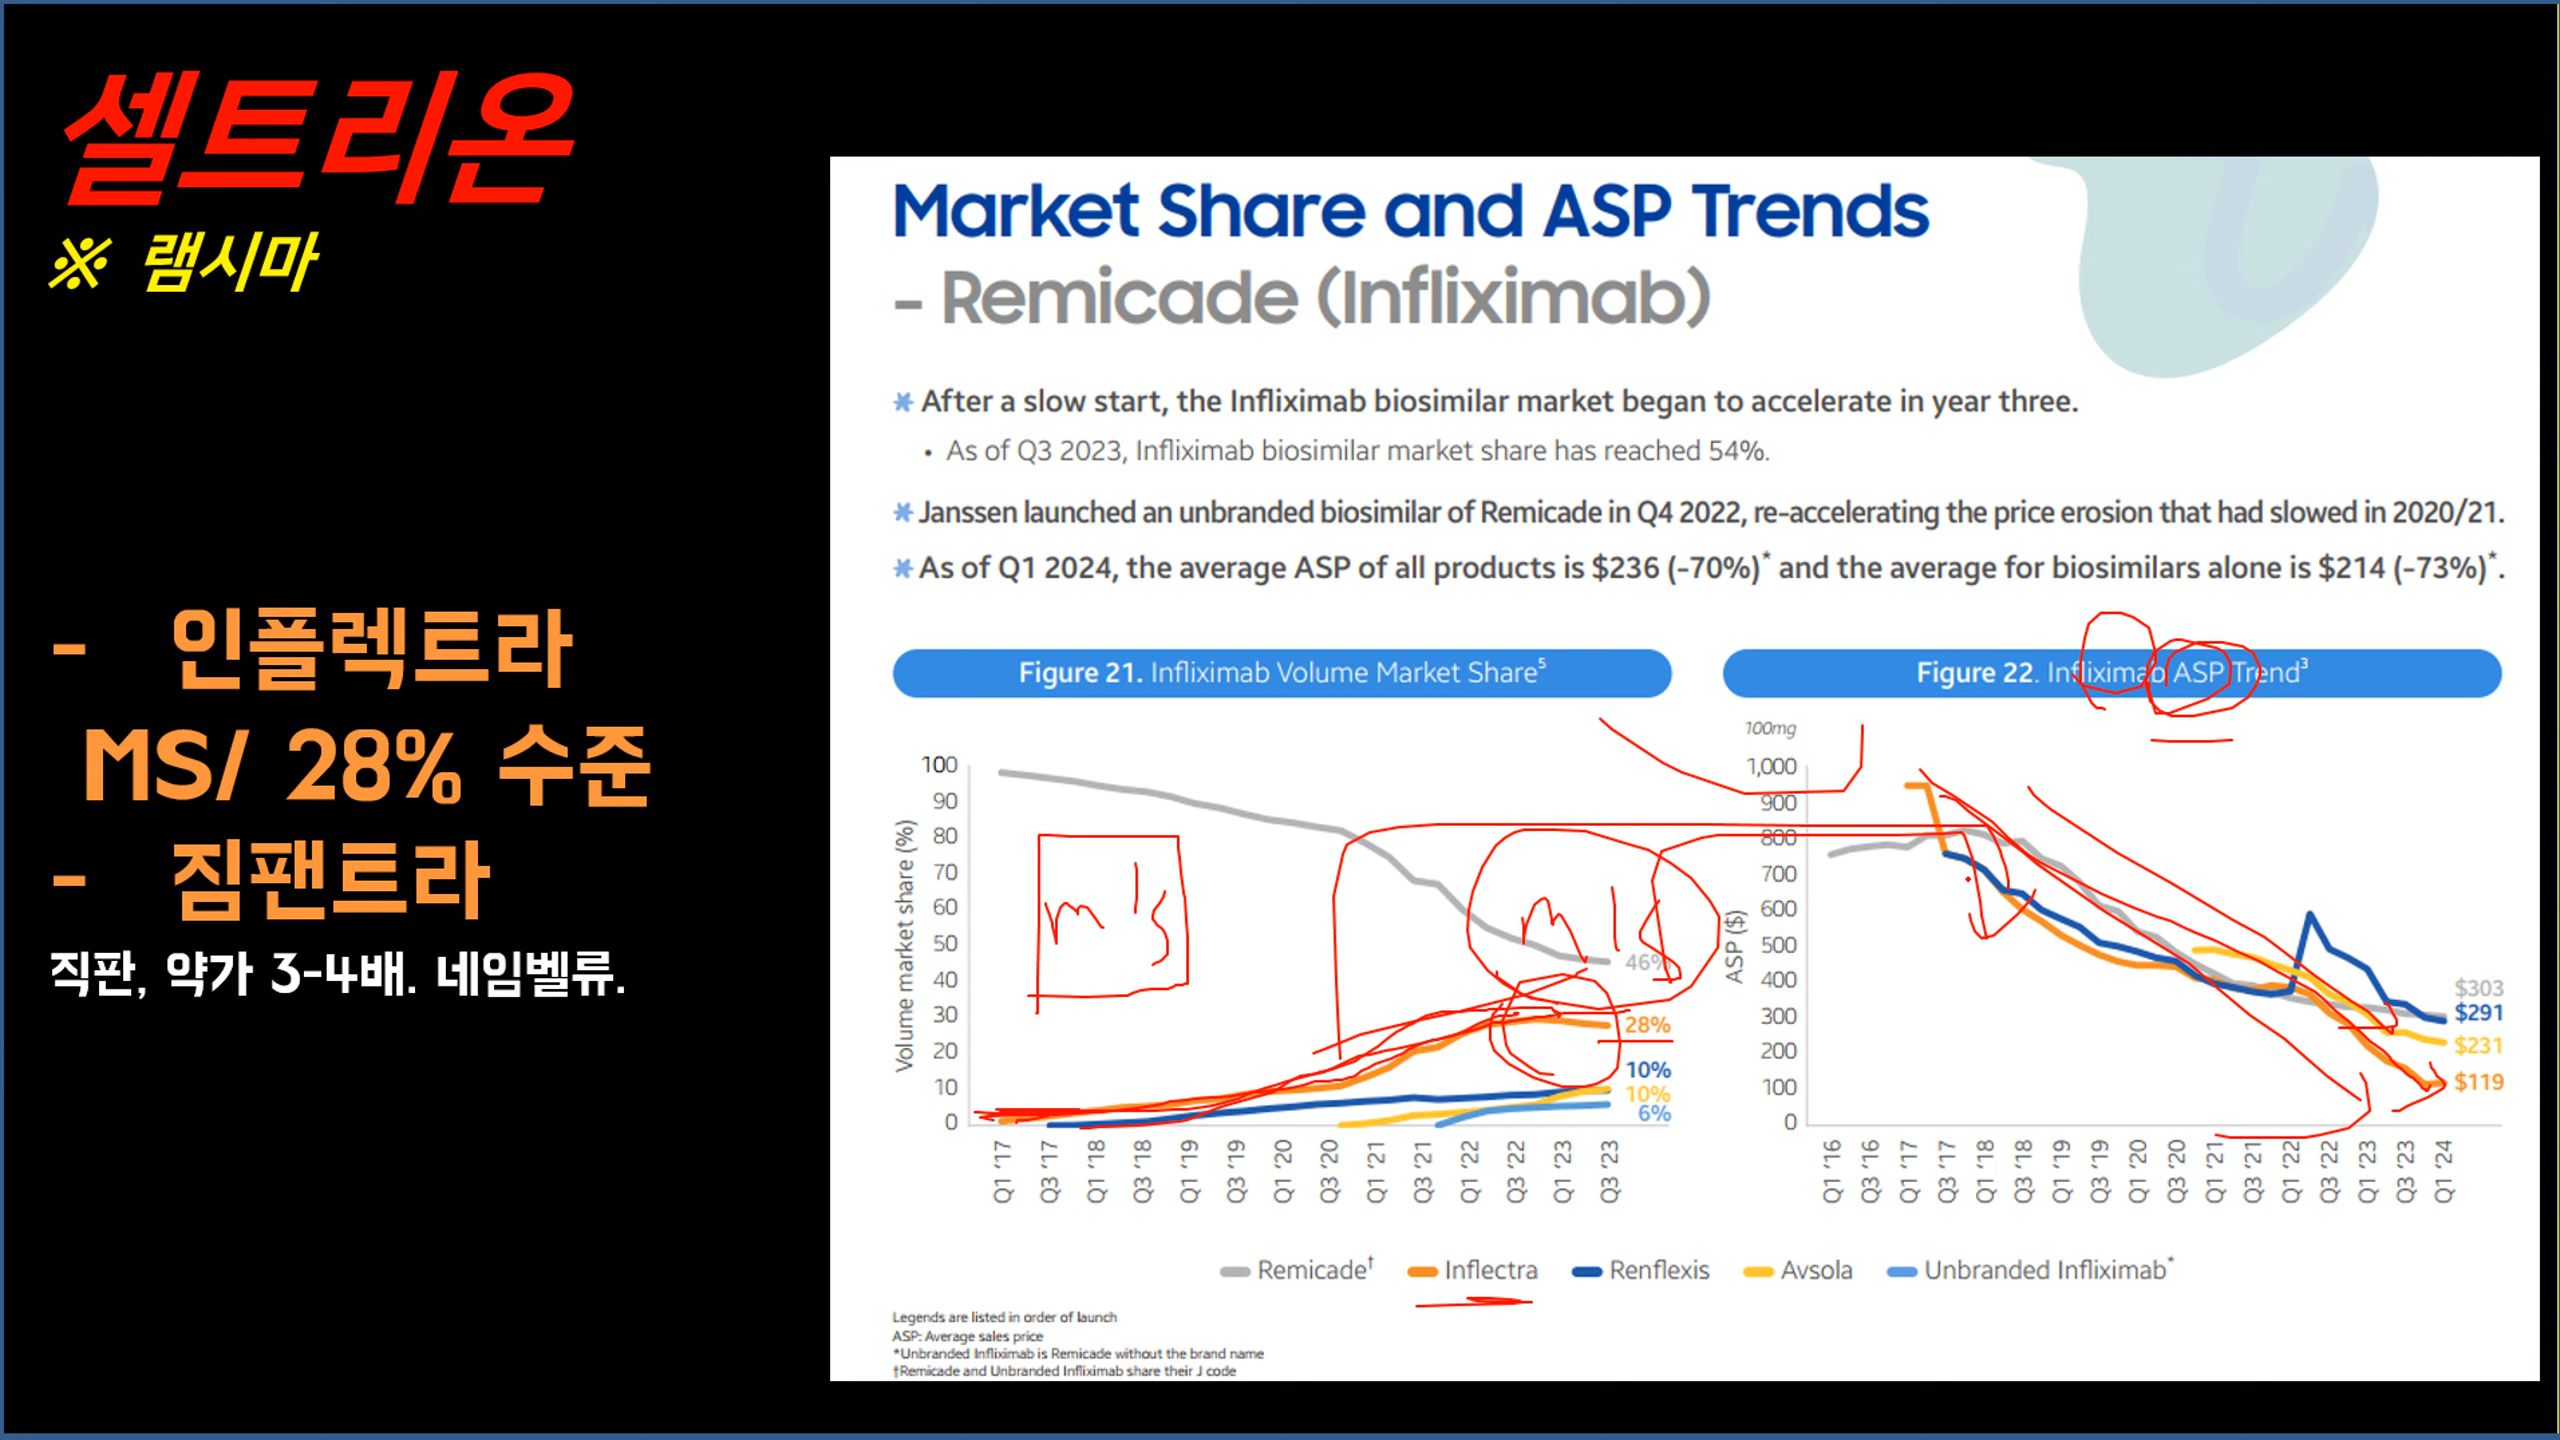 셀트리온
※ 램시마
- 인플렉트라
MS/ 28% 수준
- 짐팬트라
직판, 약가 3-4배. 네임벨류.
Market Share and ASP Trends
- Remicade (Infliximab)
After a slow start, the Infliximab biosimilar market began to accelerate in year three.
• As of Q3 2023, Infliximab biosimilar market share has reached 54%.
Janssen launched an unbranded biosimilar of Remicade in Q4 2022, re-accelerating the price erosion that had slowed in 2020/21.
As of Q1 2024, the average ASP of all products is $236 (-70%)* and the average for biosimilars alone is $214 (-73%)*.
Figure 21. Infliximab Volume Market Share5
Volume market share (%)
100
90
80
70
60
50
40
30
20
10
0
Q1 '17
Q3 '17
Q1 '18
Q3 '18
Q1 '19
Q3 '19
Q1 '20
Q3 '20
Q1 '21
Q3 '21
Q1 '22
Q3 '22
Q1 '23
Q3 '23
46%
28%
10%
10%
6%
m/s
m/s
Figure 22. Infliximab ASP Trend3
100mg
ASP ($)
1,000
900
800
700
600
500
400
300
200
100
0
Q1 '16
Q3 '16
Q1 '17
Q3 '17
Q1 '18
Q3 '18
Q1 '19
Q3 '19
Q1 '20
Q3 '20
Q1 '21
Q3 '21
Q1 '22
Q3 '22
Q1 '23
Q3 '23
Q1 '24
$303
$291
$231
$119
Remicade† Inflectra Renflexis Avsola Unbranded Infliximab*
Legends are listed in order of launch
ASP: Average sales price
*Unbranded Infliximab is Remicade without the brand name
†Remicade and Unbranded Infliximab share their J code